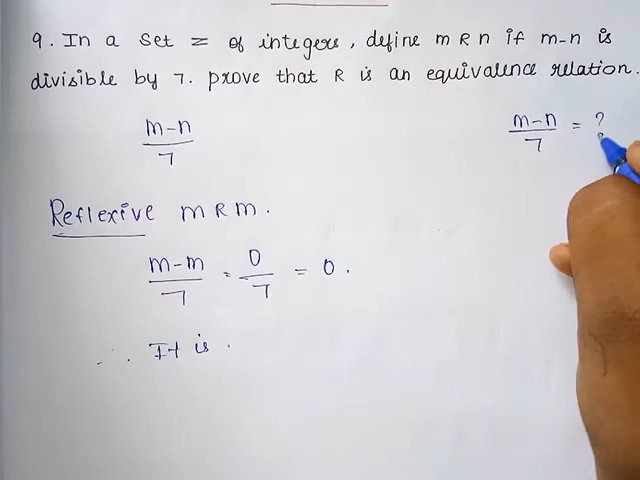 9. In a set Z of integers, define m R n if m-n is
divisible by 7. prove that R is an equivalence relation.
m-n
7
m-n = ?
7
Reflexive m R m.
m-m = 0 = 0.
7 7
∴ It is.